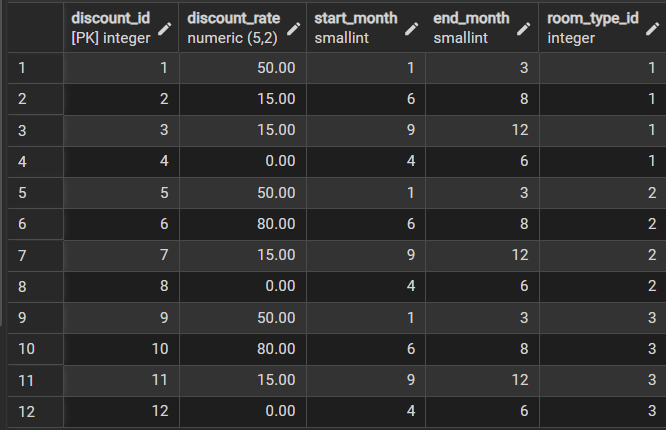 discount_id discount_rate start_month end_month room_type_id
[PK] integer numeric (5,2) smallint smallint integer
1 1 50.00 1 3 1
2 2 15.00 6 8 1
3 3 15.00 9 12 1
4 4 0.00 4 6 1
5 5 50.00 1 3 2
6 6 80.00 6 8 2
7 7 15.00 9 12 2
8 8 0.00 4 6 2
9 9 50.00 1 3 3
10 10 80.00 6 8 3
11 11 15.00 9 12 3
12 12 0.00 4 6 3